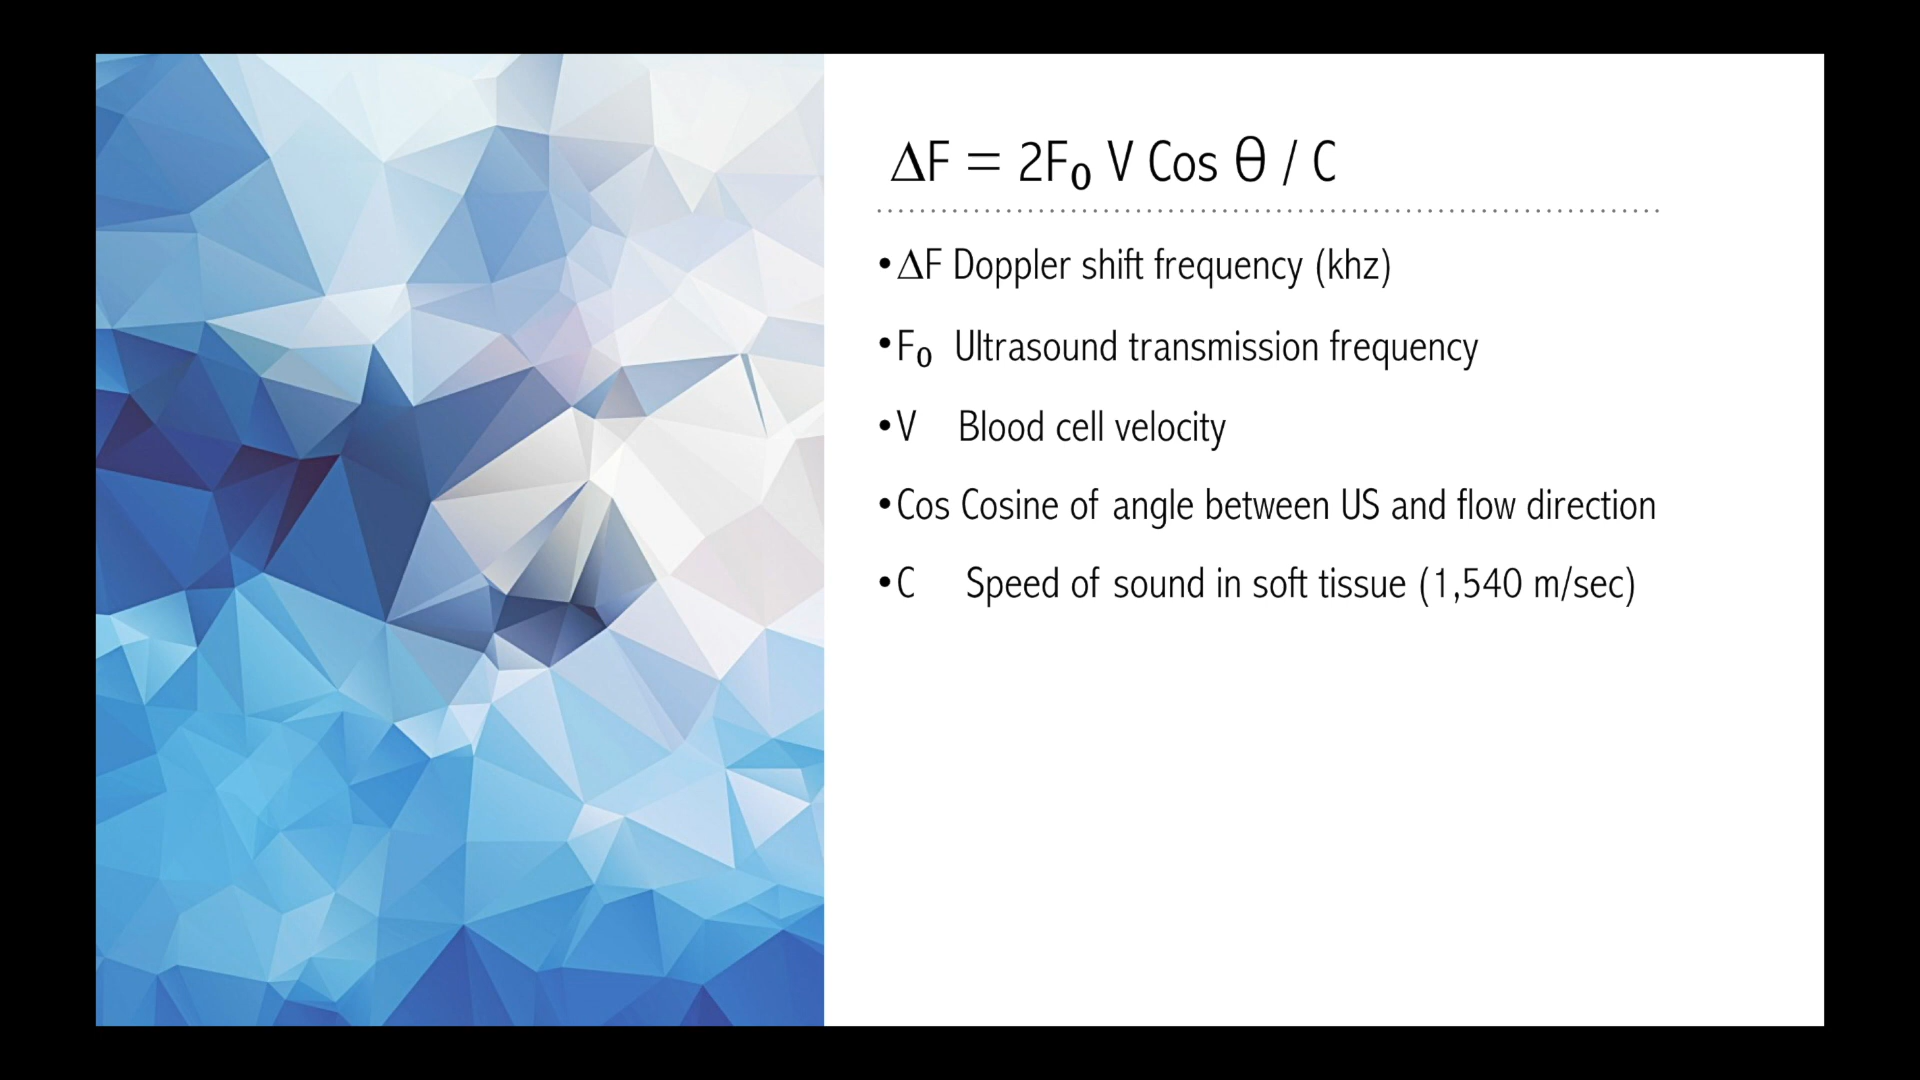 ΔF = 2F₀ V Cos θ / C
•ΔF Doppler shift frequency (khz)
•F₀ Ultrasound transmission frequency
•V Blood cell velocity
•Cos Cosine of angle between US and flow direction
•C Speed of sound in soft tissue (1,540 m/sec)